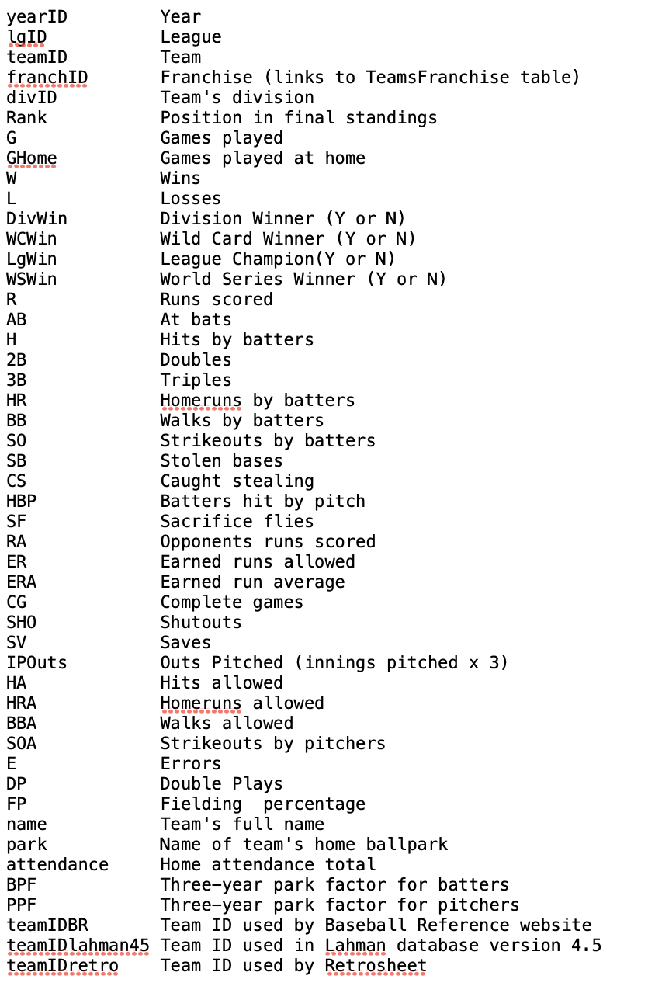 yearID Year
lgID League
teamID Team
franchID Franchise (links to TeamsFranchise table)
divID Team's division
Rank Position in final standings
G Games played
GHome Games played at home
W Wins
L Losses
DivWin Division Winner (Y or N)
WCWin Wild Card Winner (Y or N)
LgWin League Champion(Y or N)
WSWin World Series Winner (Y or N)
R Runs scored
AB At bats
H Hits by batters
2B Doubles
3B Triples
HR Homeruns by batters
BB Walks by batters
SO Strikeouts by batters
SB Stolen bases
CS Caught stealing
HBP Batters hit by pitch
SF Sacrifice flies
RA Opponents runs scored
ER Earned runs allowed
ERA Earned run average
CG Complete games
SHO Shutouts
SV Saves
IPOuts Outs Pitched (innings pitched x 3)
HA Hits allowed
HRA Homeruns allowed
BBA Walks allowed
SOA Strikeouts by pitchers
E Errors
DP Double Plays
FP Fielding  percentage
name Team's full name
park Name of team's home ballpark
attendance Home attendance total
BPF Three-year park factor for batters
PPF Three-year park factor for pitchers
teamIDBR Team ID used by Baseball Reference website
teamIDlahman45 Team ID used in Lahman database version 4.5
teamIDretro Team ID used by Retrosheet